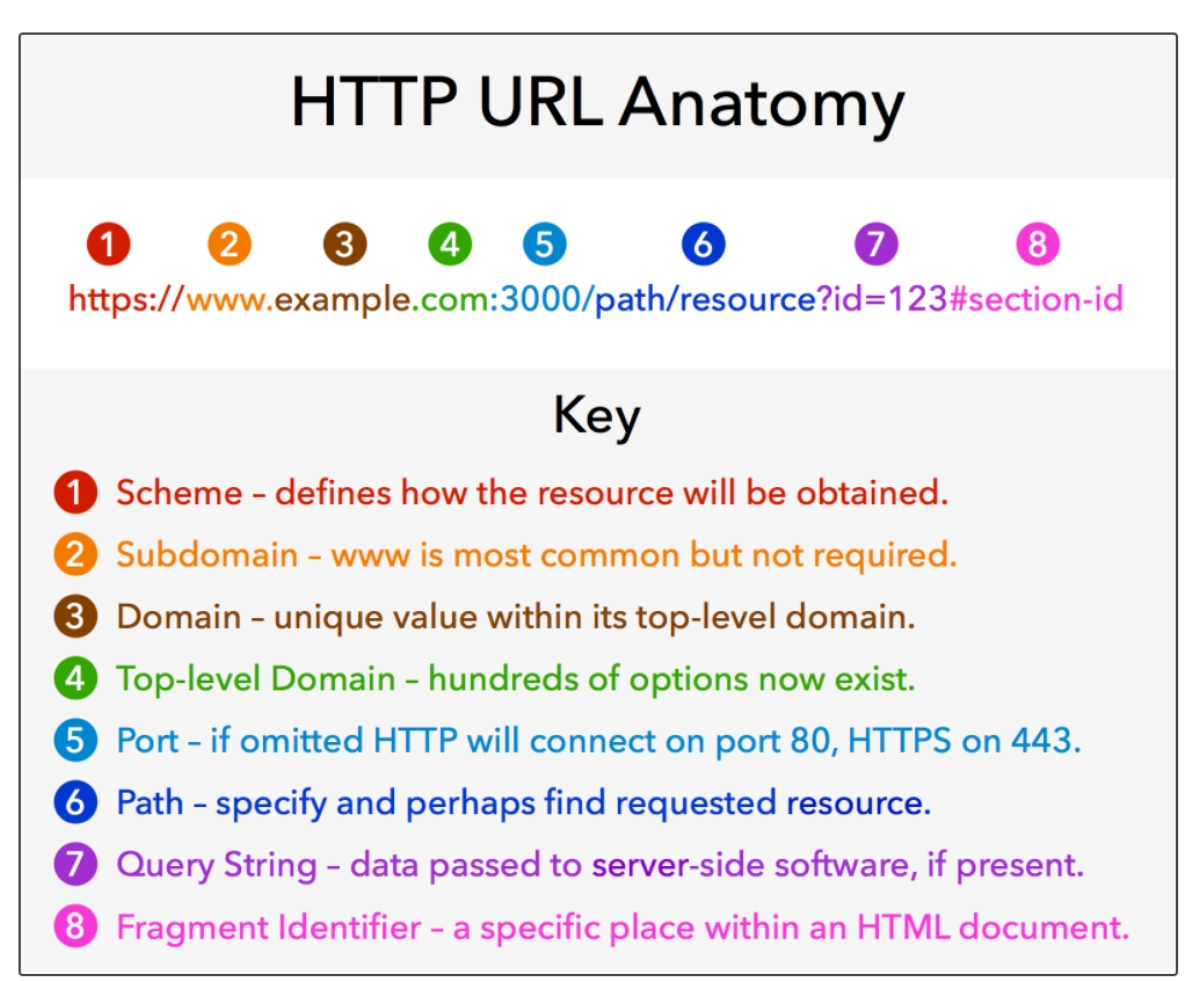 HTTP URL Anatomy
1 2 3 4 5 6 7 8
https://www.example.com:3000/path/resource?id=123#section-id
Key
1 Scheme – defines how the resource will be obtained.
2 Subdomain – www is most common but not required.
3 Domain – unique value within its top-level domain.
4 Top-level Domain – hundreds of options now exist.
5 Port – if omitted HTTP will connect on port 80, HTTPS on 443.
6 Path – specify and perhaps find requested resource.
7 Query String – data passed to server-side software, if present.
8 Fragment Identifier – a specific place within an HTML document.